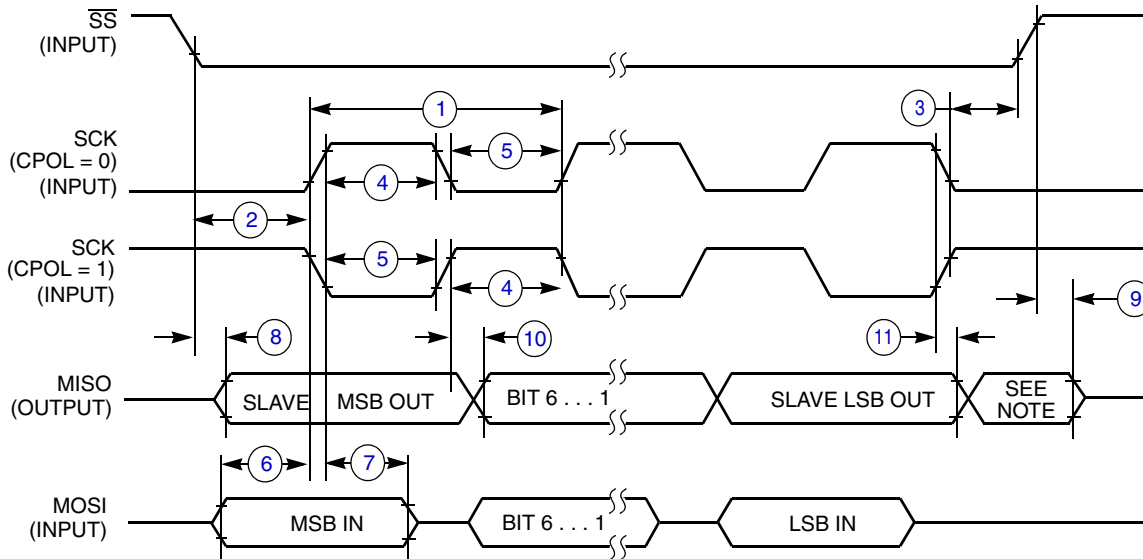 SS
(INPUT)
1
3
SCK
(CPOL = 0)
(INPUT)
5
4
2
SCK
(CPOL = 1)
(INPUT)
5
4
9
8
10
11
MISO
(OUTPUT)
SLAVE MSB OUT
BIT 6 . . . 1
SLAVE LSB OUT
SEE
NOTE
6
7
MOSI
(INPUT)
MSB IN
BIT 6 . . . 1
LSB IN